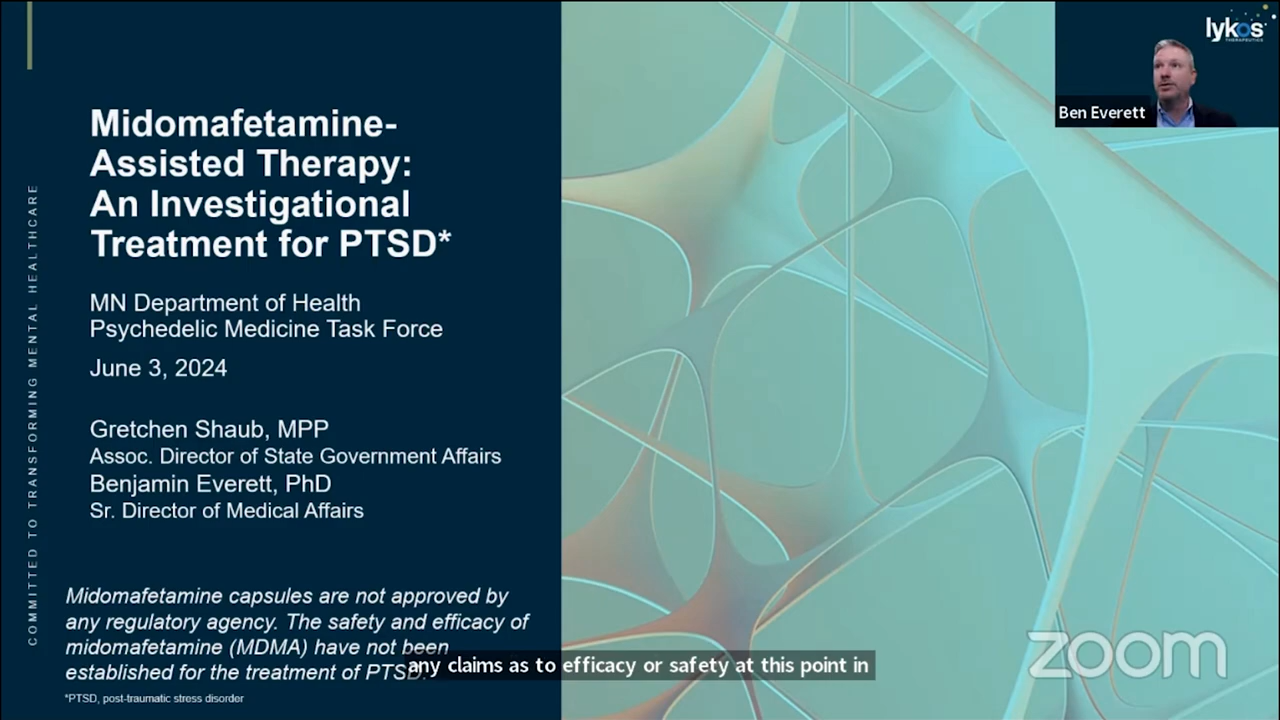 COMMITTED TO TRANSFORMING MENTAL HEALTHCARE
Midomafetamine-
Assisted Therapy:
An Investigational
Treatment for PTSD*
MN Department of Health
Psychedelic Medicine Task Force
June 3, 2024
Gretchen Shaub, MPP
Assoc. Director of State Government Affairs
Benjamin Everett, PhD
Sr. Director of Medical Affairs
Midomafetamine capsules are not approved by
any regulatory agency. The safety and efficacy of
midomafetamine (MDMA) have not been
established for the treatment of PTSD.
*PTSD, post-traumatic stress disorder
any claims as to efficacy or safety at this point in
lykos
THERAPEUTICS
Ben Everett
zoom